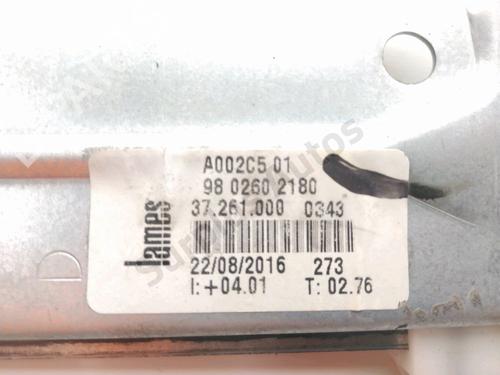 A002C5 01
98 0260 2180
37.261.000 0343
lames
22/08/2016 273
I:+04.01 T: 02.76
D